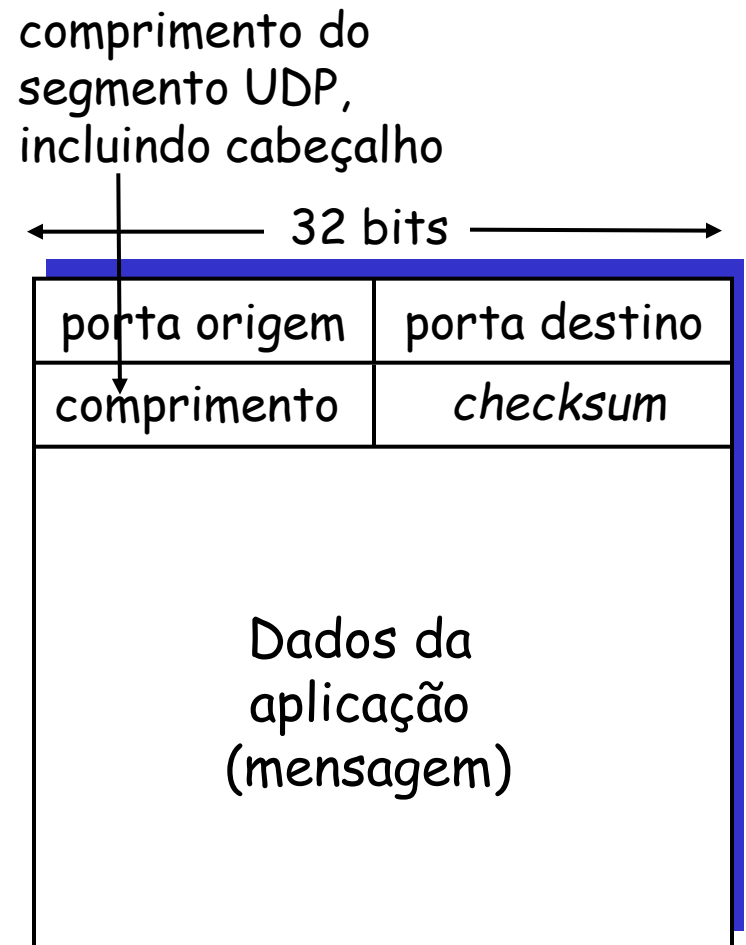 comprimento do
segmento UDP,
incluindo cabeçalho
32 bits
porta origem
porta destino
comprimento
checksum
Dados da
aplicação
(mensagem)